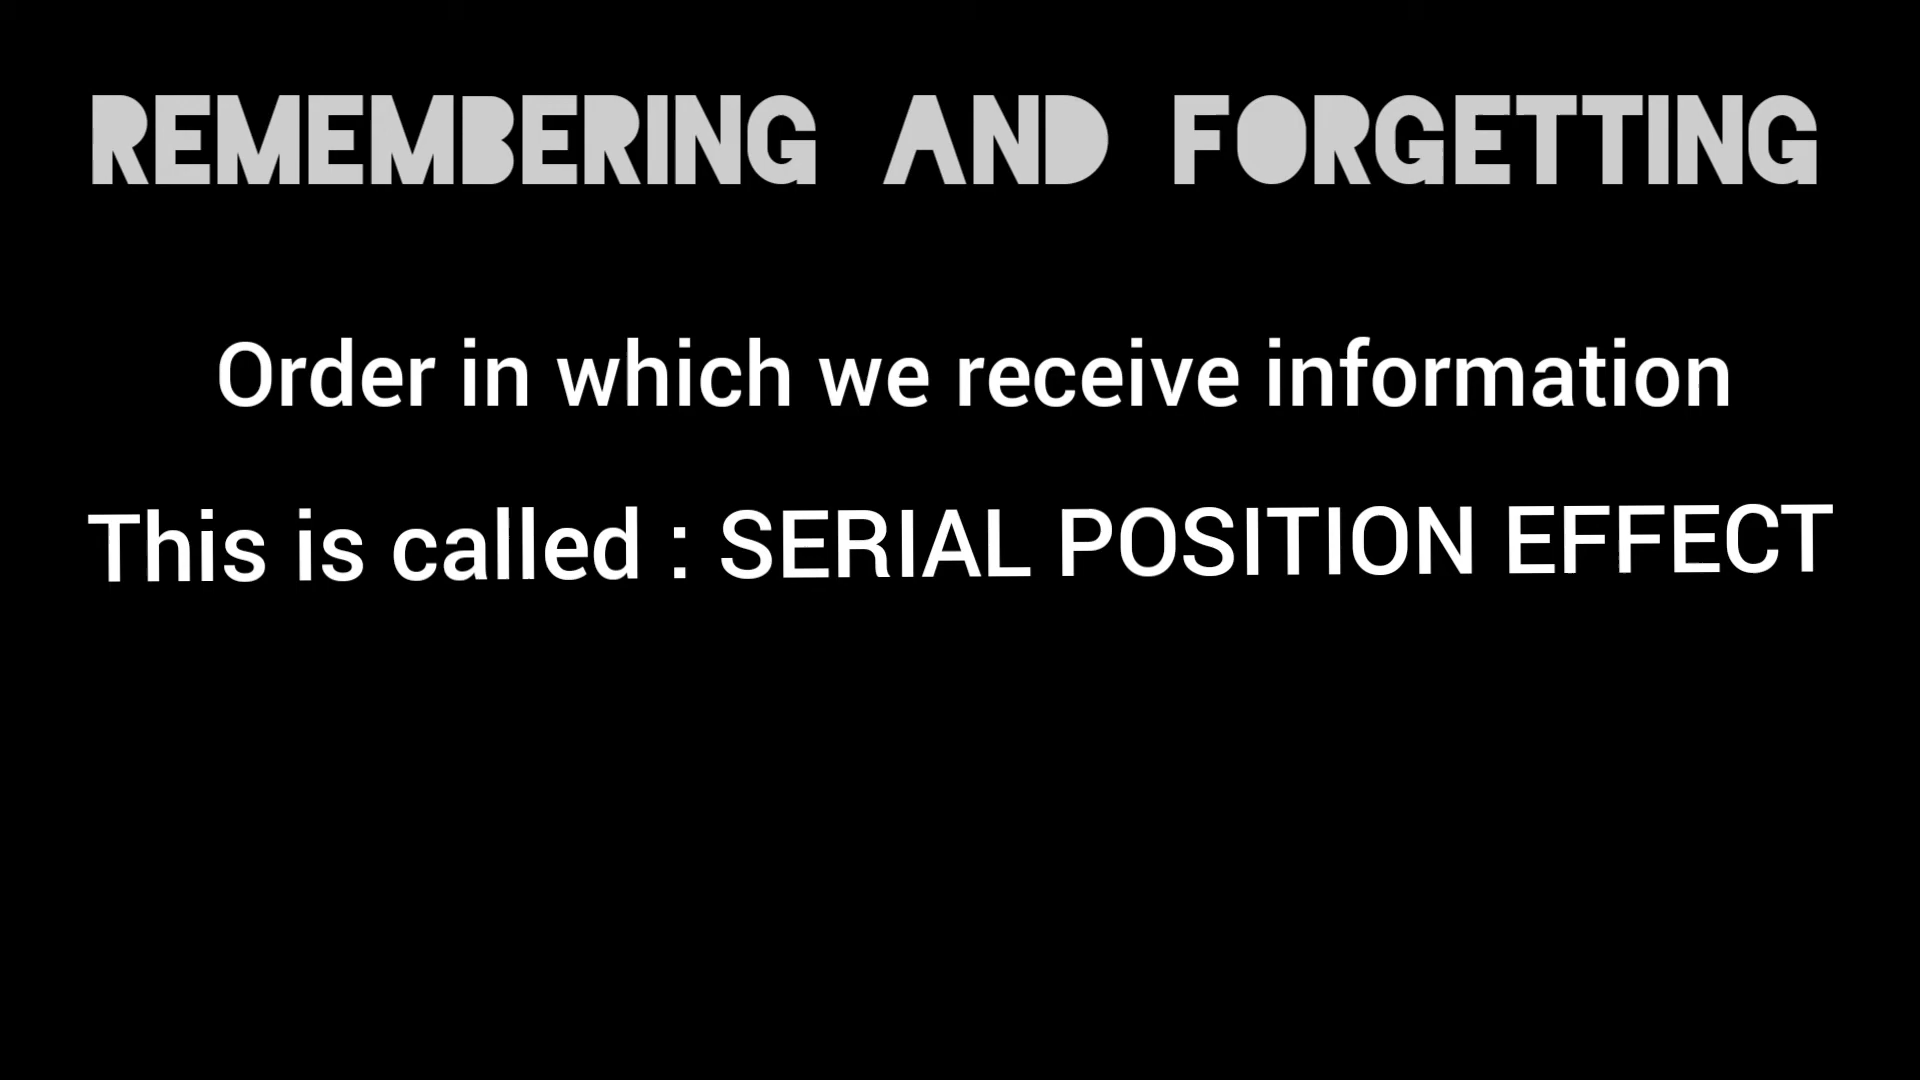 REMEMBERING AND FORGETTING
Order in which we receive information
This is called : SERIAL POSITION EFFECT